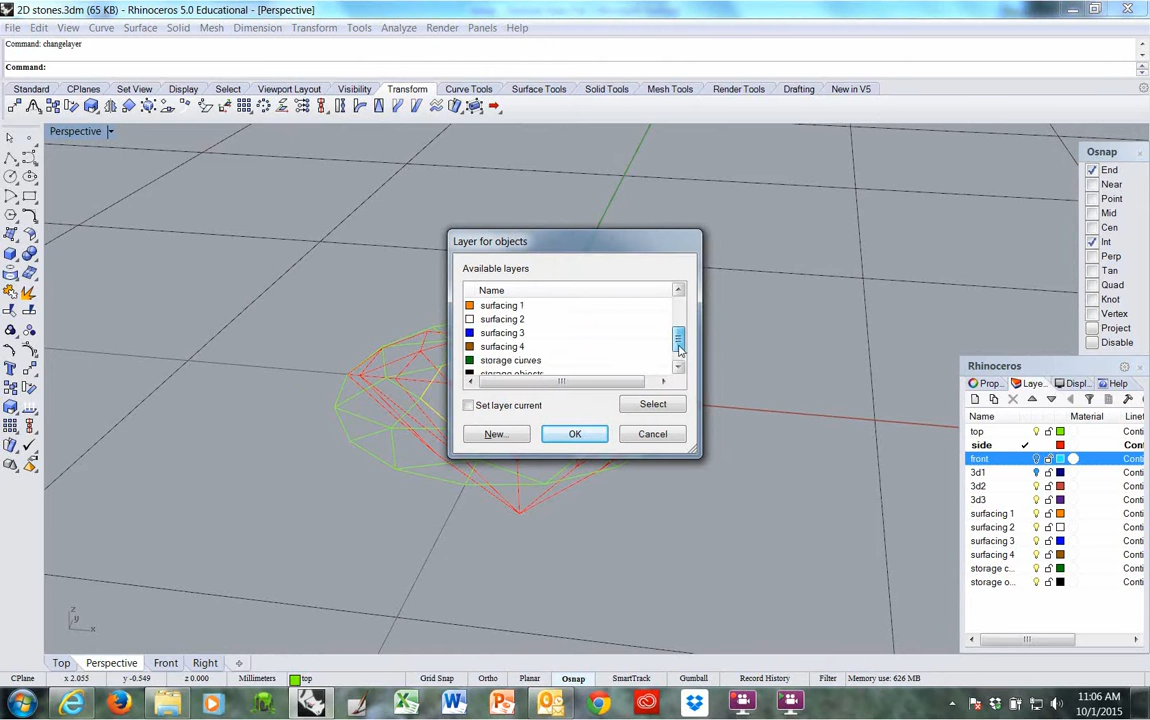 2D stones.3dm (65 KB) - Rhinoceros 5.0 Educational - [Perspective]
File Edit View Curve Surface Solid Mesh Dimension Transform Tools Analyze Render Panels Help
Command: changelayer
Command:
Standard CPlanes Set View Display Select Viewport Layout Visibility Transform Curve Tools Surface Tools Solid Tools Mesh Tools Render Tools Drafting New in V5
Perspective
Osnap
End
Near
Point
Mid
Cen
Int
Perp
Tan
Quad
Knot
Vertex
Project
Disable
Layer for objects
Available layers
Name
surfacing 1
surfacing 2
surfacing 3
surfacing 4
storage curves
storage objects
Set layer current Select
New... OK Cancel
Rhinoceros
Prop... Laye... Displ... Help
Name Material Linet
top Conti
side Cont
front Conti
3d1 Conti
3d2 Conti
3d3 Conti
surfacing 1 Conti
surfacing 2 Conti
surfacing 3 Conti
surfacing 4 Conti
storage c... Conti
storage o... Conti
z
y
x
Top Perspective Front Right
CPlane x 2.055 y -0.549 z 0.000 Millimeters top Grid Snap Ortho Planar Osnap SmartTrack Gumball Record History Filter Memory use: 626 MB
11:06 AM
10/1/2015